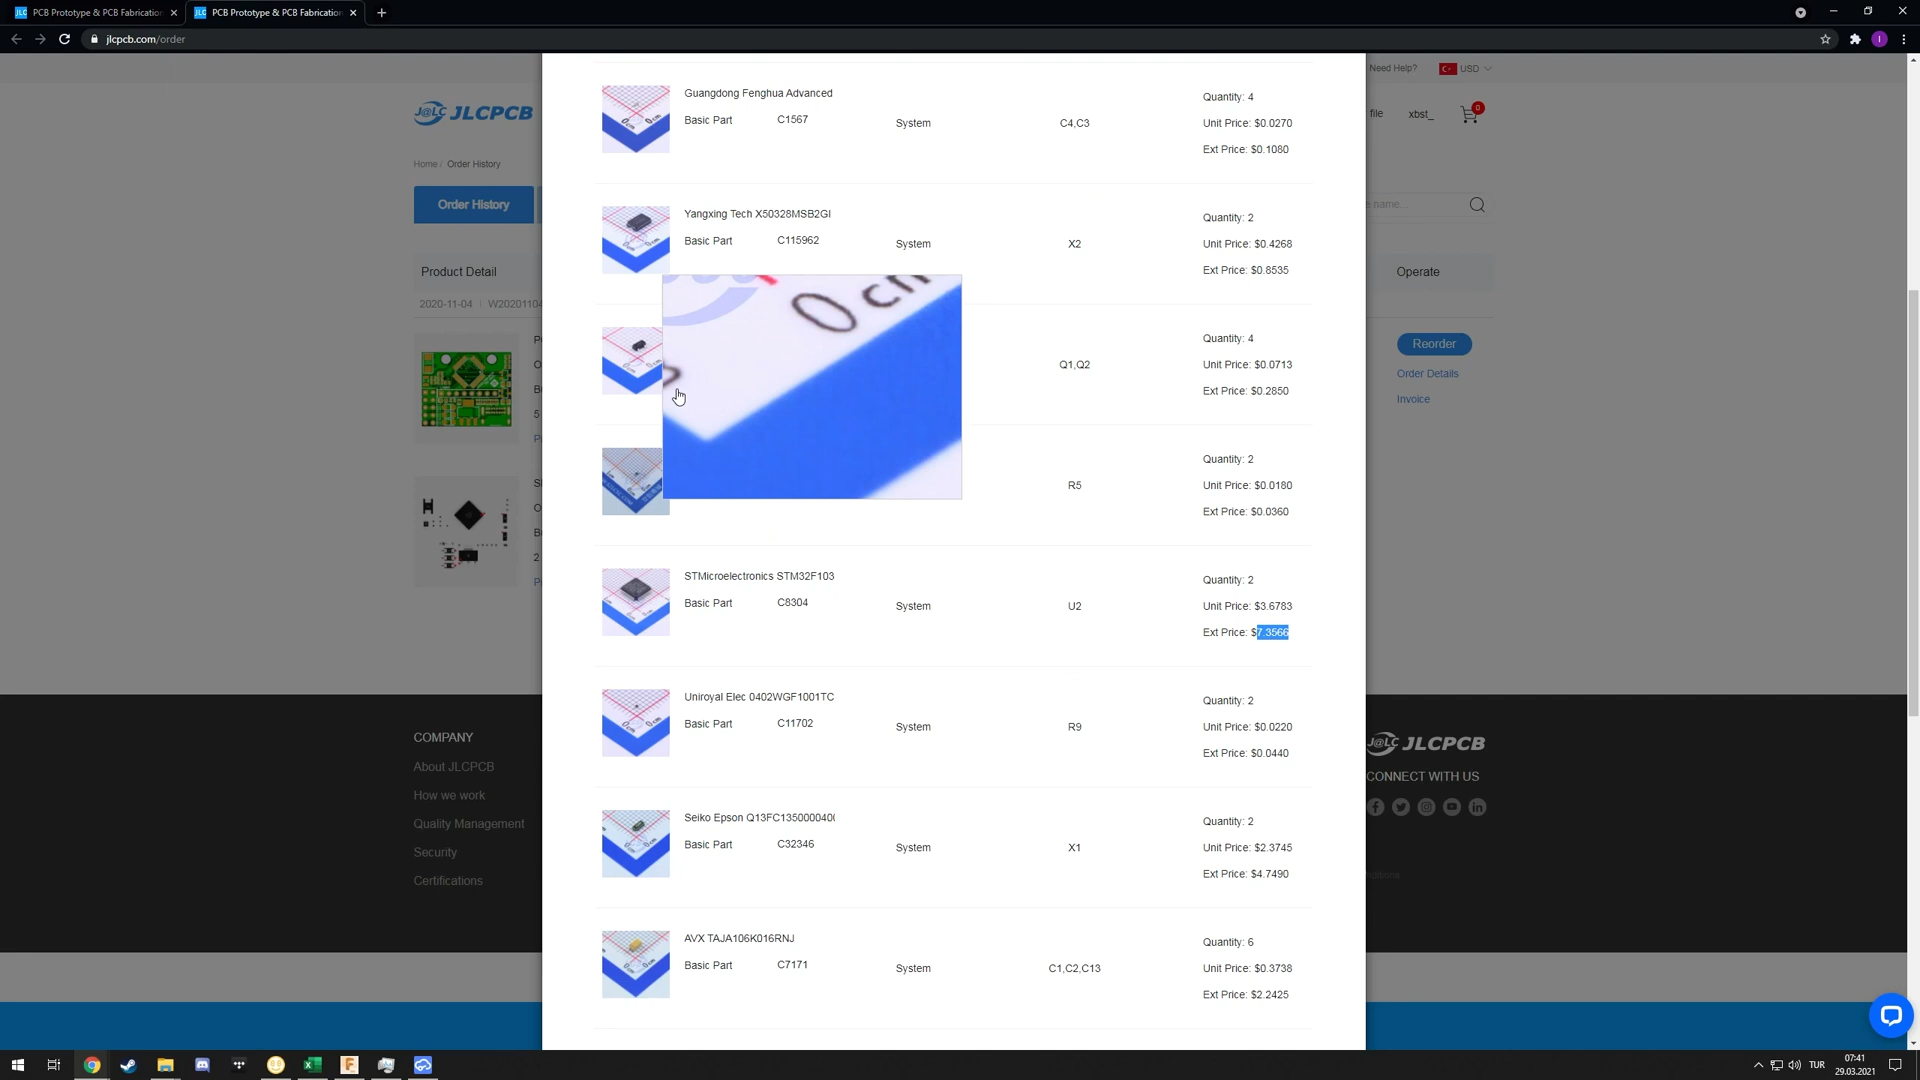 PCB Prototype & PCB Fabrication
PCB Prototype & PCB Fabrication
jlcpcb.com/order
Need Help?
USD
JLCPCB
file
xbst_
0
Home / Order History
Order History
e name...
Product Detail
Operate
2020-11-04 | W20201104
Reorder
Order Details
Invoice
Guangdong Fenghua Advanced
Basic Part C1567
System
C4,C3
Quantity: 4
Unit Price: $0.0270
Ext Price: $0.1080
Yangxing Tech X50328MSB2GI
Basic Part C115962
System
X2
Quantity: 2
Unit Price: $0.4268
Ext Price: $0.8535
0 cm
Q1,Q2
Quantity: 4
Unit Price: $0.0713
Ext Price: $0.2850
R5
Quantity: 2
Unit Price: $0.0180
Ext Price: $0.0360
STMicroelectronics STM32F103
Basic Part C8304
System
U2
Quantity: 2
Unit Price: $3.6783
Ext Price: $7.3566
Uniroyal Elec 0402WGF1001TC
Basic Part C11702
System
R9
Quantity: 2
Unit Price: $0.0220
Ext Price: $0.0440
Seiko Epson Q13FC1350000400
Basic Part C32346
System
X1
Quantity: 2
Unit Price: $2.3745
Ext Price: $4.7490
AVX TAJA106K016RNJ
Basic Part C7171
System
C1,C2,C13
Quantity: 6
Unit Price: $0.3738
Ext Price: $2.2425
COMPANY
About JLCPCB
How we work
Quality Management
Security
Certifications
JLCPCB
CONNECT WITH US
TUR
07:41
29.03.2021